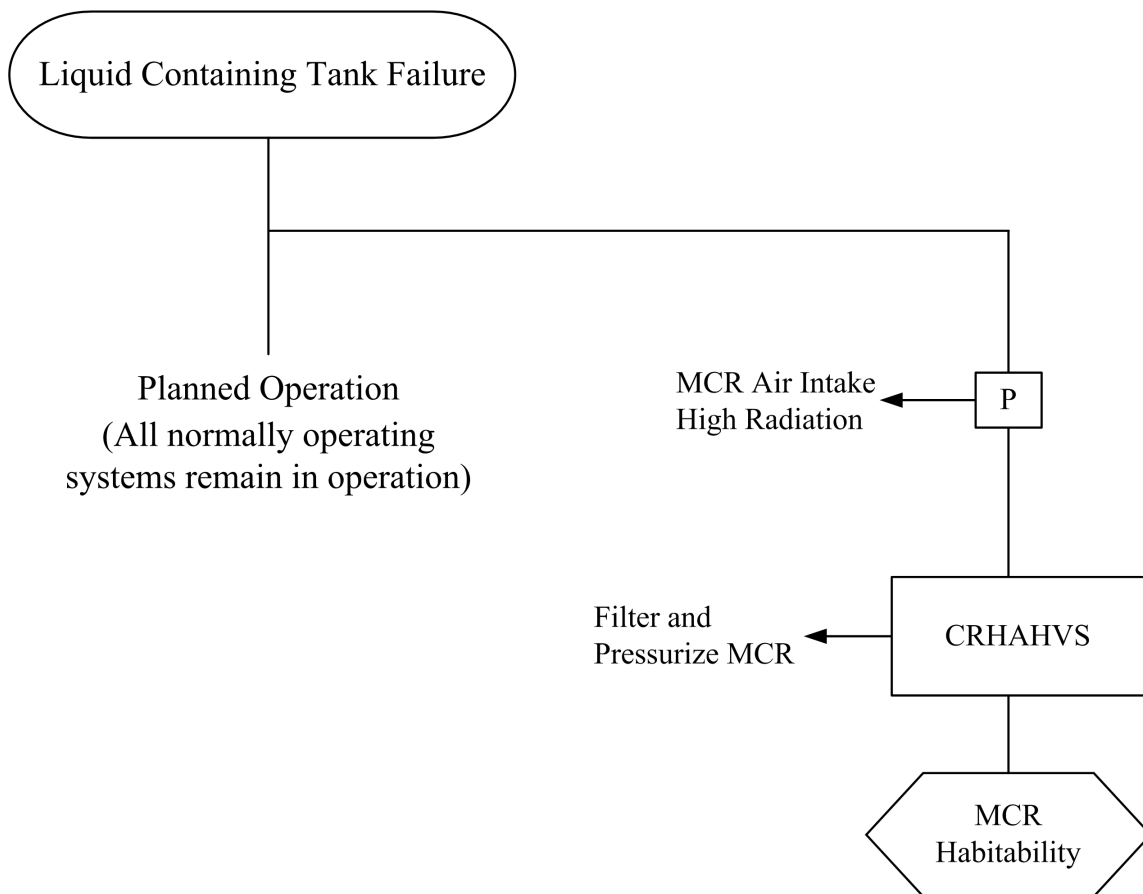 Liquid Containing Tank Failure
Planned Operation
(All normally operating
systems remain in operation)
MCR Air Intake
High Radiation
P
Filter and
Pressurize MCR
CRHAHVS
MCR
Habitability